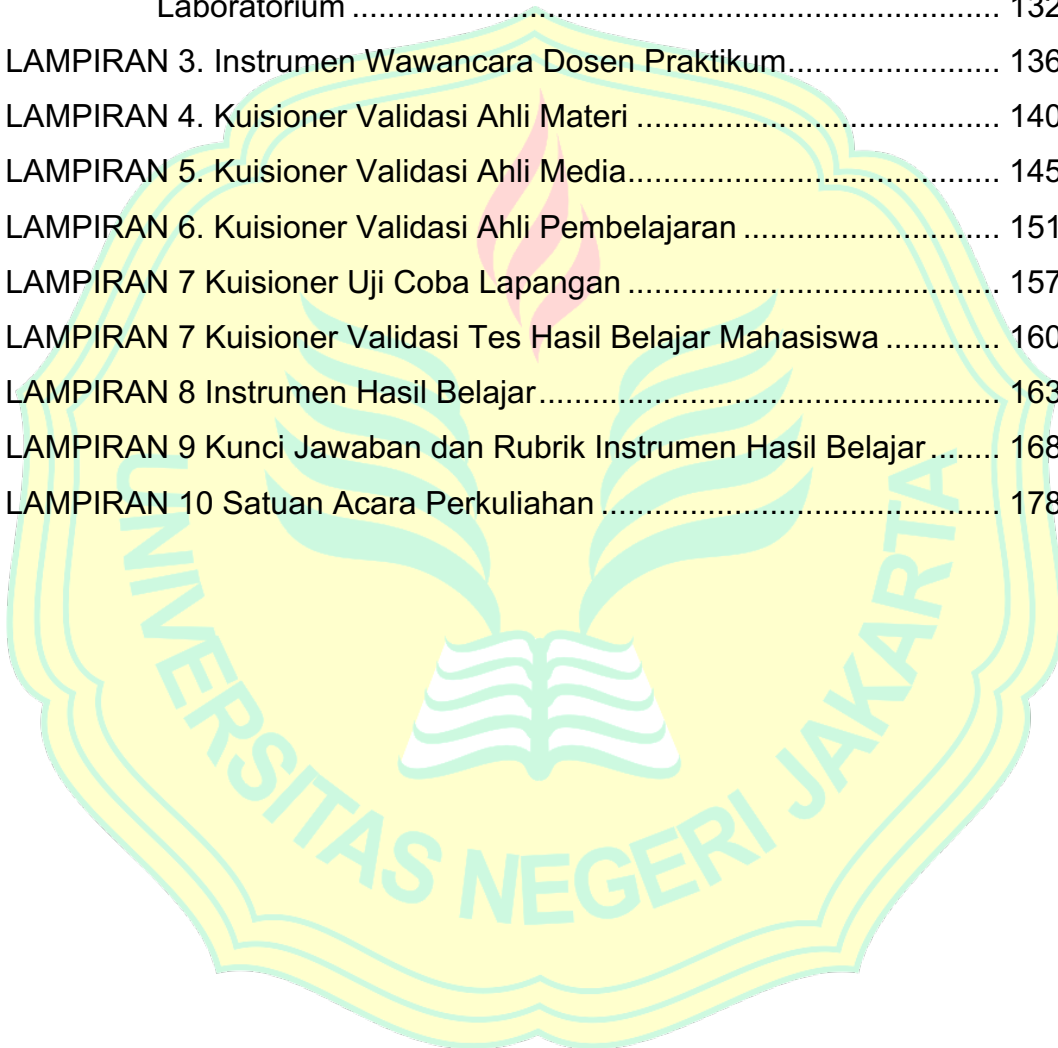 Laboratorium ........................................................................... 132
LAMPIRAN 3. Instrumen Wawancara Dosen Praktikum........................ 136
LAMPIRAN 4. Kuisioner Validasi Ahli Materi .......................................... 140
LAMPIRAN 5. Kuisioner Validasi Ahli Media........................................... 145
LAMPIRAN 6. Kuisioner Validasi Ahli Pembelajaran ............................. 151
LAMPIRAN 7 Kuisioner Uji Coba Lapangan ........................................... 157
LAMPIRAN 7 Kuisioner Validasi Tes Hasil Belajar Mahasiswa ............. 160
LAMPIRAN 8 Instrumen Hasil Belajar..................................................... 163
LAMPIRAN 9 Kunci Jawaban dan Rubrik Instrumen Hasil Belajar ........ 168
LAMPIRAN 10 Satuan Acara Perkuliahan .............................................. 178
UNIVERSITAS NEGERI JAKARTA